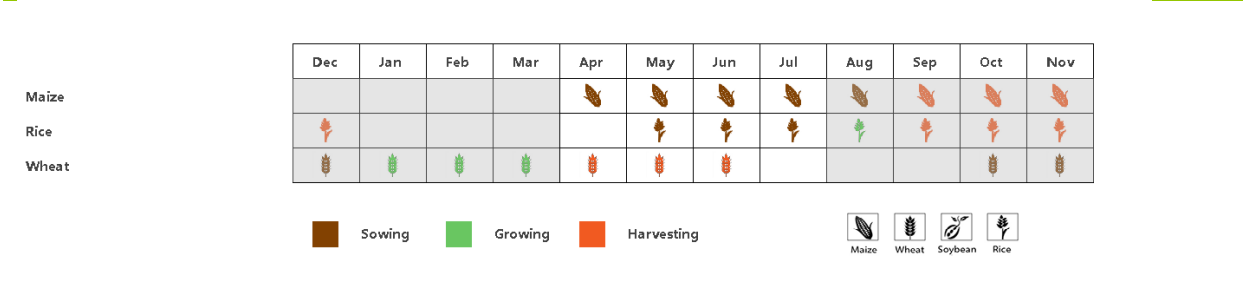 Dec Jan Feb Mar Apr May Jun Jul Aug Sep Oct Nov
Maize
Rice
Wheat
Sowing Growing Harvesting
Maize Wheat Soybean Rice